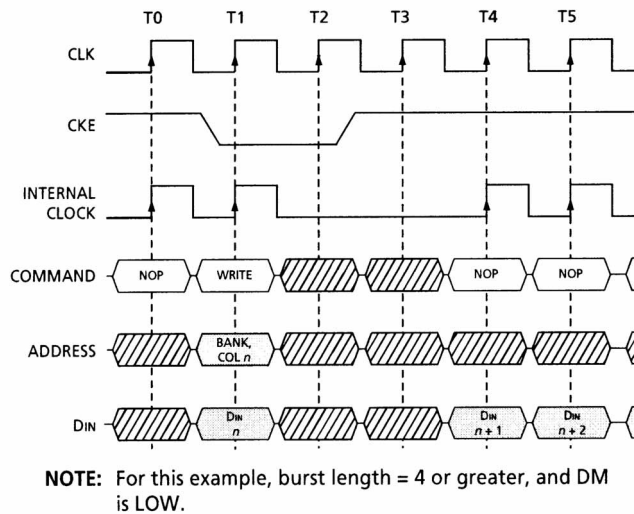 T0 T1 T2 T3 T4 T5
CLK
CKE
INTERNAL
CLOCK
COMMAND NOP WRITE NOP NOP
ADDRESS BANK,
COL n
DIN DIN
n DIN
n + 1 DIN
n + 2
NOTE: For this example, burst length = 4 or greater, and DM
is LOW.